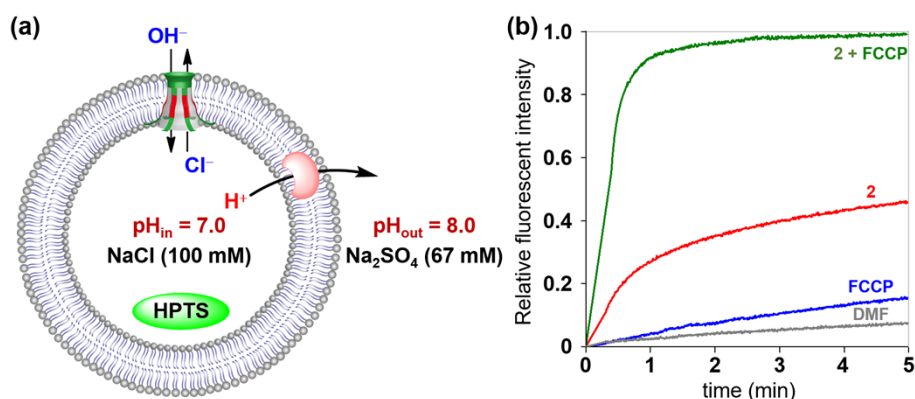 (a)
OH⁻
Cl⁻
H⁺
pHin = 7.0
NaCl (100 mM)
pHout = 8.0
Na₂SO₄ (67 mM)
HPTS
(b)
Relative fluorescent intensity
1.0
0.8
0.6
0.4
0.2
0
2 + FCCP
2
FCCP
DMF
0 1 2 3 4 5
time (min)